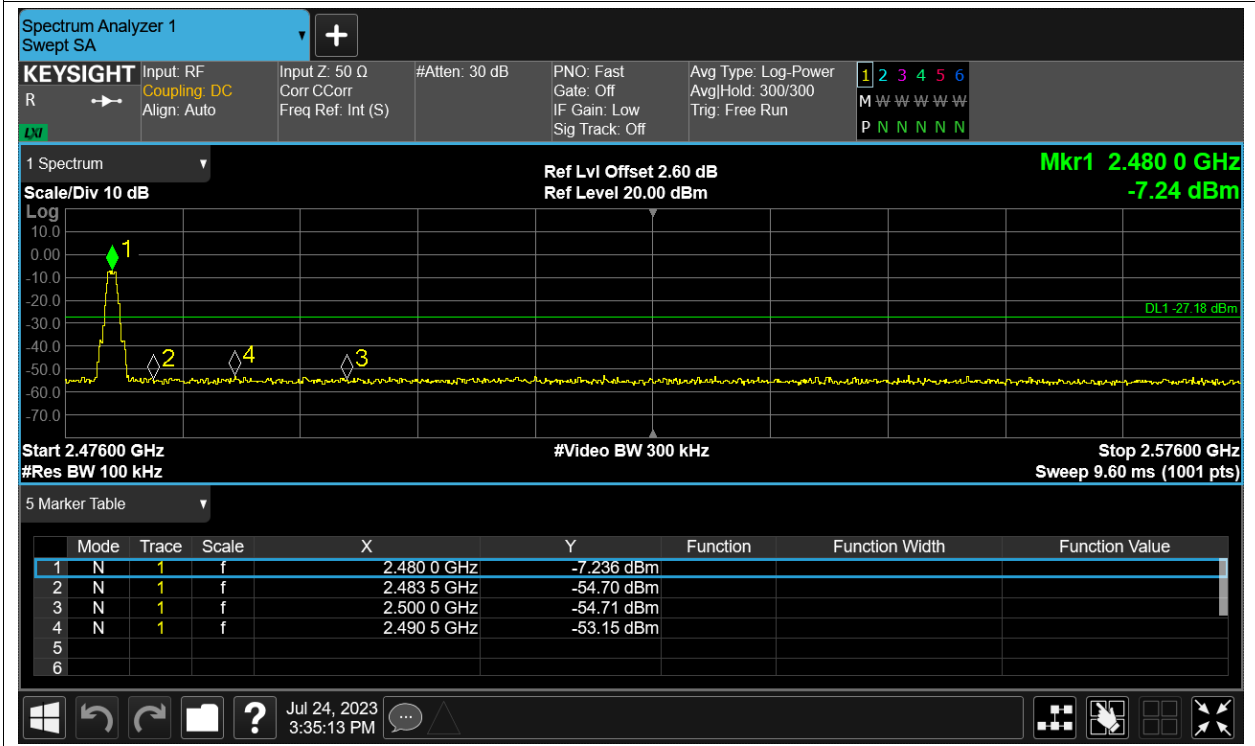 Spectrum Analyzer 1
Swept SA
+
KEYSIGHT Input: RF Input Z: 50 Ω #Atten: 30 dB PNO: Fast Avg Type: Log-Power 1 2 3 4 5 6
R Coupling: DC Corr CCorr Gate: Off Avg|Hold: 300/300 M W W W W W
Align: Auto Freq Ref: Int (S) IF Gain: Low Trig: Free Run
LXI Sig Track: Off P N N N N N
1 Spectrum Ref Lvl Offset 2.60 dB Mkr1 2.480 0 GHz
Scale/Div 10 dB Ref Level 20.00 dBm -7.24 dBm
Log
10.0
0.00 1
-10.0
-20.0 DL1 -27.18 dBm
-30.0
-40.0
-50.0 2 4 3
-60.0
-70.0
Start 2.47600 GHz #Video BW 300 kHz Stop 2.57600 GHz
#Res BW 100 kHz Sweep 9.60 ms (1001 pts)
5 Marker Table
Mode Trace Scale X Y Function Function Width Function Value
1 N 1 f 2.480 0 GHz -7.236 dBm
2 N 1 f 2.483 5 GHz -54.70 dBm
3 N 1 f 2.500 0 GHz -54.71 dBm
4 N 1 f 2.490 5 GHz -53.15 dBm
5
6
? Jul 24, 2023
3:35:13 PM